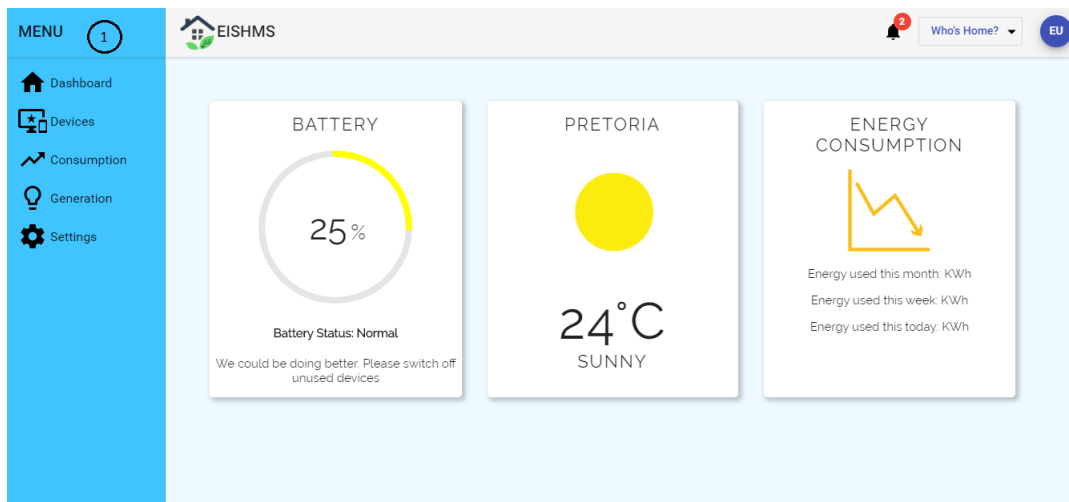 MENU
1
EISHMS
2
Who's Home?
EU
Dashboard
Devices
Consumption
Generation
Settings
BATTERY
25 %
Battery Status: Normal
We could be doing better. Please switch off
unused devices
PRETORIA
24°C
SUNNY
ENERGY
CONSUMPTION
Energy used this month: KWh
Energy used this week: KWh
Energy used this today: KWh